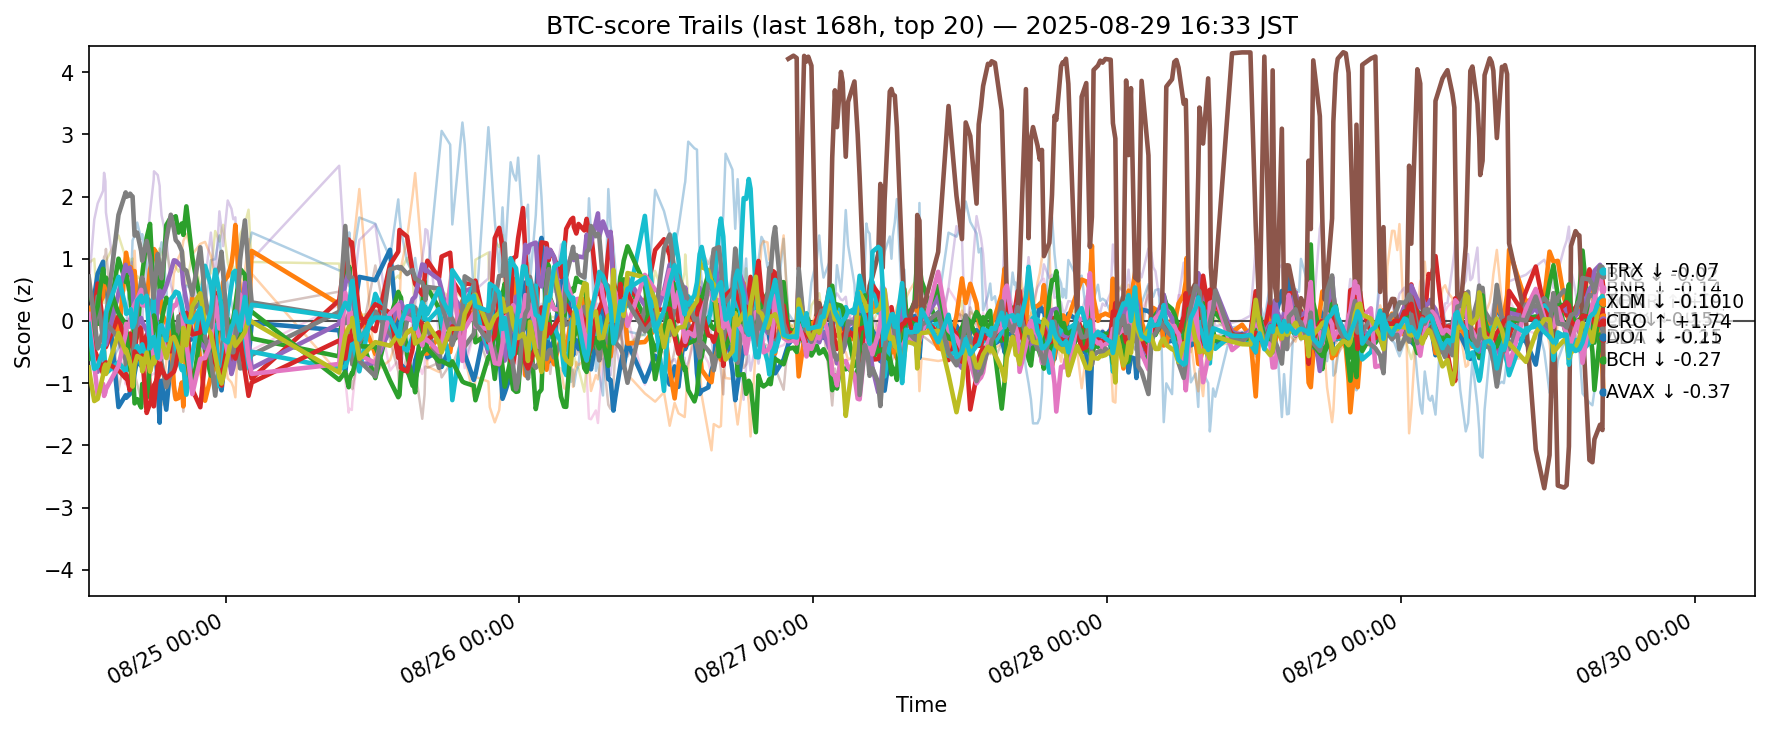 BTC-score Trails (last 168h, top 20) — 2025-08-29 16:33 JST
Score (z)
4
3
2
1
0
−1
−2
−3
−4
TRX ↓ -0.07
XLM ↓ -0.10
CRO ↑ +1.74
DOT ↓ -0.15
BCH ↓ -0.27
AVAX ↓ -0.37
08/25 00:00
08/26 00:00
08/27 00:00
08/28 00:00
08/29 00:00
08/30 00:00
Time